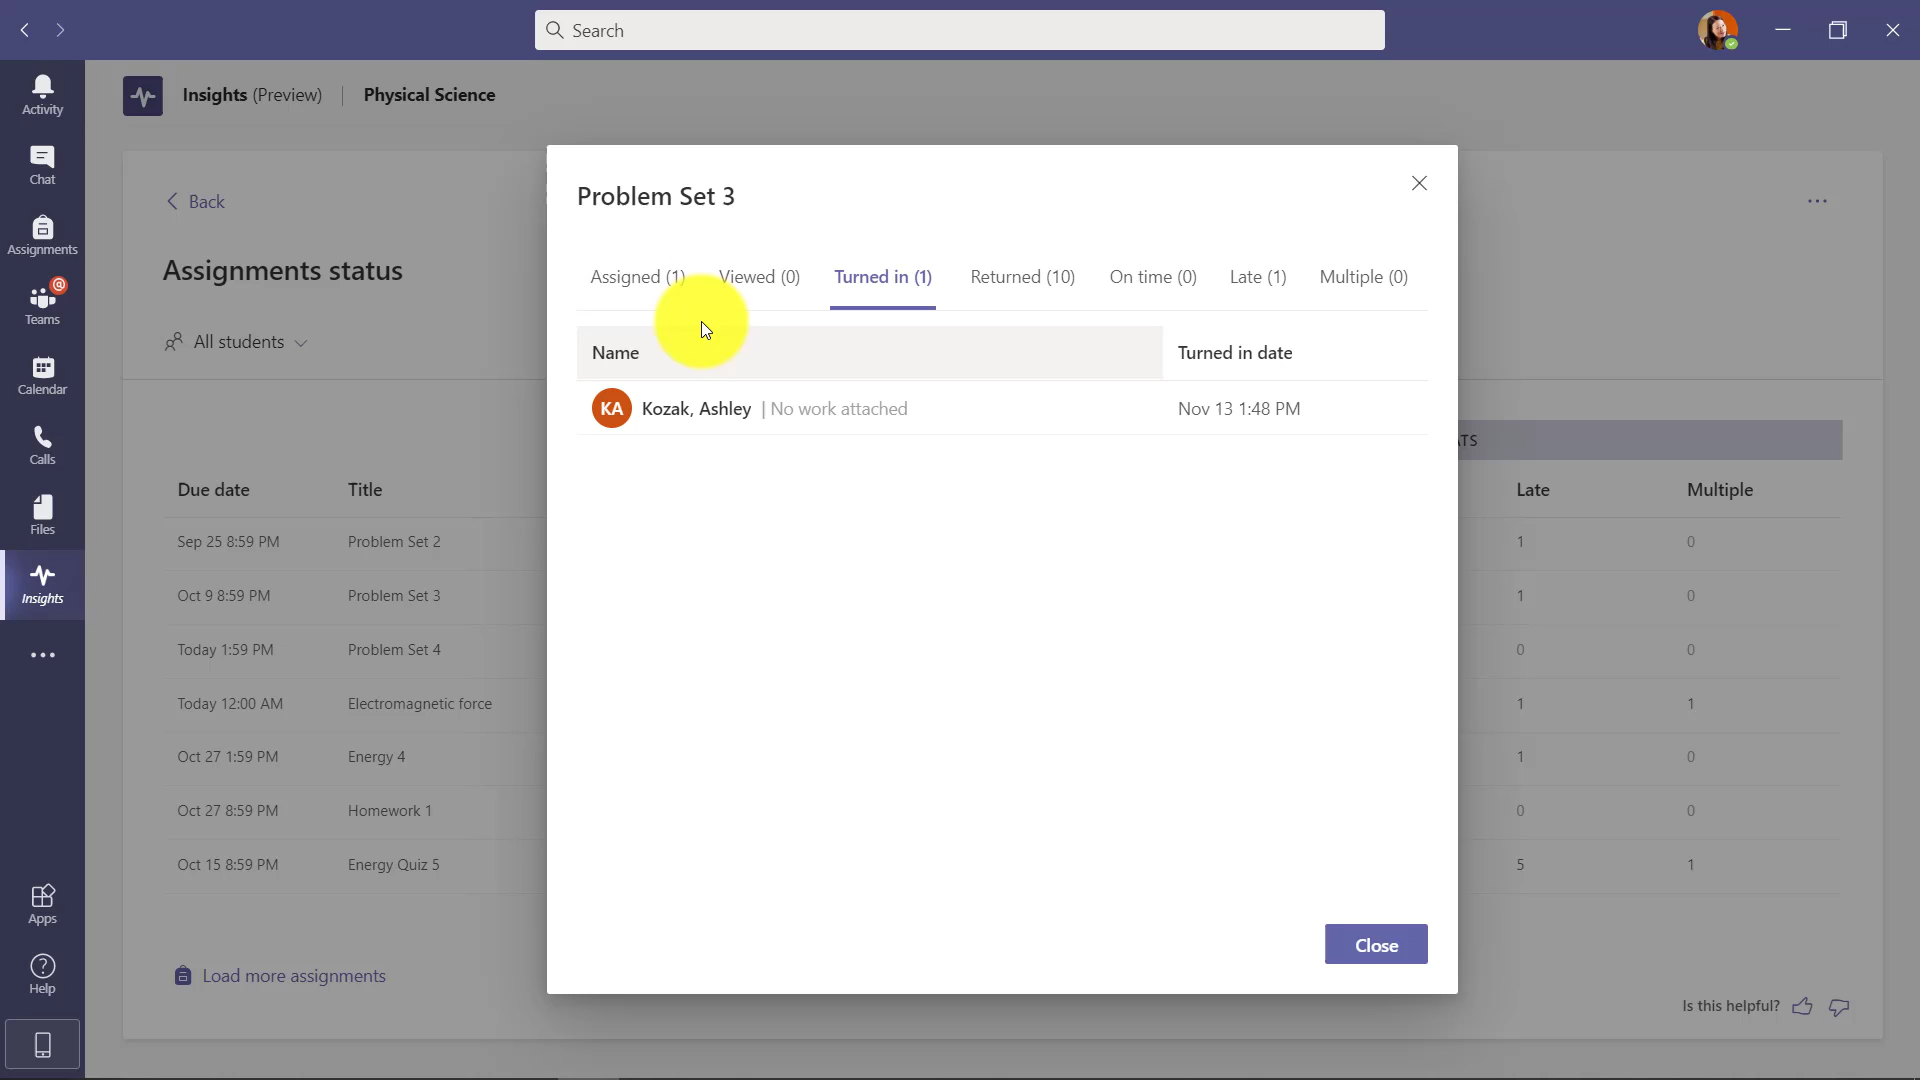 Search
Activity
Chat
Assignments
@
Teams
Calendar
Calls
Files
Insights
Apps
Help
Insights (Preview) | Physical Science
Back
Assignments status
All students
Due date Title Late Multiple
Sep 25 8:59 PM Problem Set 2 1 0
Oct 9 8:59 PM Problem Set 3 1 0
Today 1:59 PM Problem Set 4 0 0
Today 12:00 AM Electromagnetic force 1 1
Oct 27 1:59 PM Energy 4 1 0
Oct 27 8:59 PM Homework 1 0 0
Oct 15 8:59 PM Energy Quiz 5 5 1
Load more assignments
Is this helpful?
Problem Set 3
Assigned (1) Viewed (0) Turned in (1) Returned (10) On time (0) Late (1) Multiple (0)
Name Turned in date
KA Kozak, Ashley | No work attached Nov 13 1:48 PM
Close